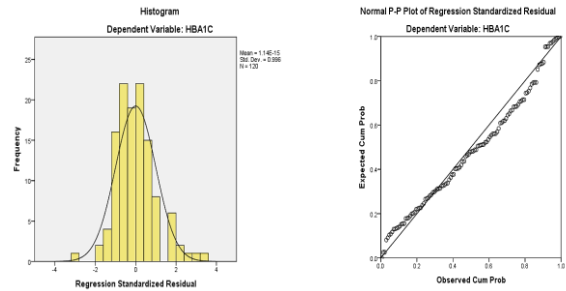 Histogram
Dependent Variable: HBA1C
Mean = 1.14E-15
Std. Dev. = 0.996
N = 120
Frequency
25
20
15
10
5
0
-4
-2
0
2
4
Regression Standardized Residual
Normal P-P Plot of Regression Standardized Residual
Dependent Variable: HBA1C
Expected Cum Prob
1.0
0.8
0.6
0.4
0.2
0.0
0.0
0.2
0.4
0.6
0.8
1.0
Observed Cum Prob